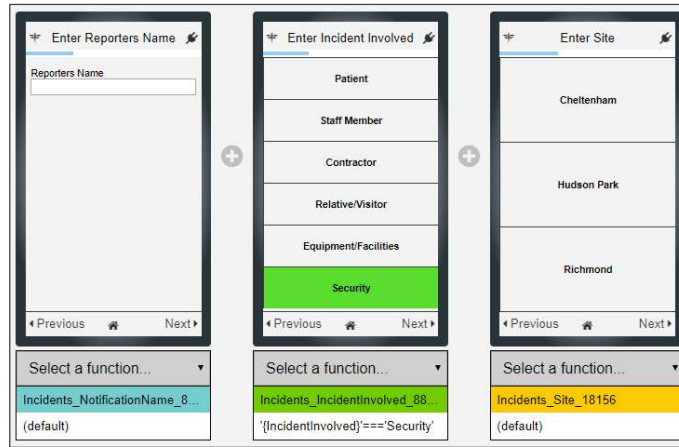 Enter Reporters Name
Reporters Name
Previous
Next
Select a function...
Incidents_NotificationName_8...
(default)
Enter Incident Involved
Patient
Staff Member
Contractor
Relative/Visitor
Equipment/Facilities
Security
Previous
Next
Select a function...
Incidents_IncidentInvolved_88...
'{IncidentInvolved}'==='Security'
Enter Site
Cheltenham
Hudson Park
Richmond
Previous
Next
Select a function...
Incidents_Site_18156
(default)